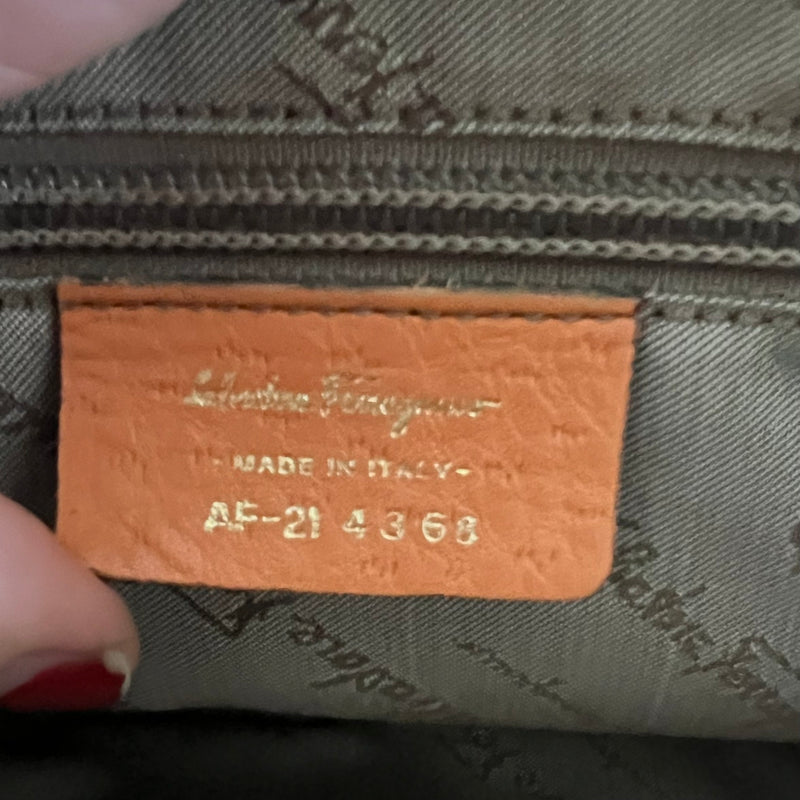 Salvatore Ferragamo
- MADE IN ITALY -
AF-21 4368